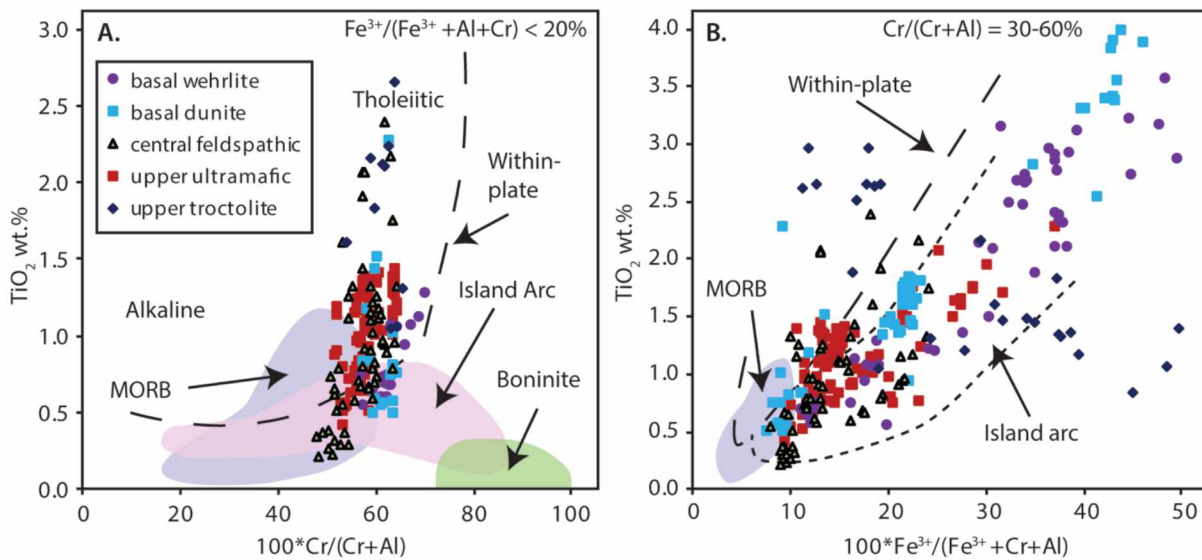 A.
Fe³⁺/(Fe³⁺ +Al+Cr) < 20%
basal wehrlite
basal dunite
central feldspathic
upper ultramafic
upper troctolite
Tholeiitic
Within-
plate
Island Arc
Alkaline
MORB
Boninite
3.0
2.5
2.0
1.5
1.0
0.5
0.0
TiO₂ wt.%
0
20
40
60
80
100
100*Cr/(Cr+Al)
B.
Cr/(Cr+Al) = 30-60%
Within-plate
MORB
Island arc
4.0
3.5
3.0
2.5
2.0
1.5
1.0
0.5
0.0
TiO₂ wt.%
10
20
30
40
50
100*Fe³⁺/(Fe³⁺ +Cr+Al)